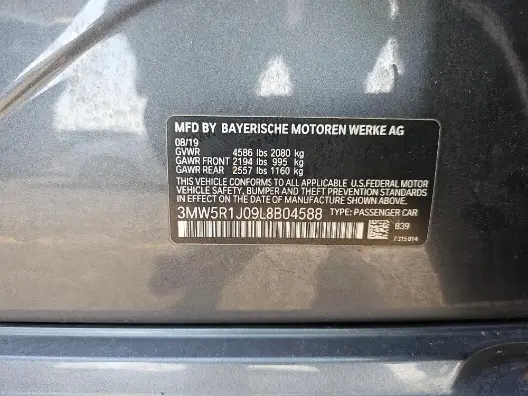 MFD BY BAYERISCHE MOTOREN WERKE AG
08/19
GVWR 4586 lbs 2080 kg
GAWR FRONT 2194 lbs 995 kg
GAWR REAR 2557 lbs 1160 kg
THIS VEHICLE CONFORMS TO ALL APPLICABLE U.S.FEDERAL MOTOR
VEHICLE SAFETY, BUMPER AND THEFT PREVENTION STANDARDS
IN EFFECT ON THE DATE OF MANUFACTURE SHOWN ABOVE.
3MW5R1J09L8B04588 TYPE: PASSENGER CAR
B39
7315814